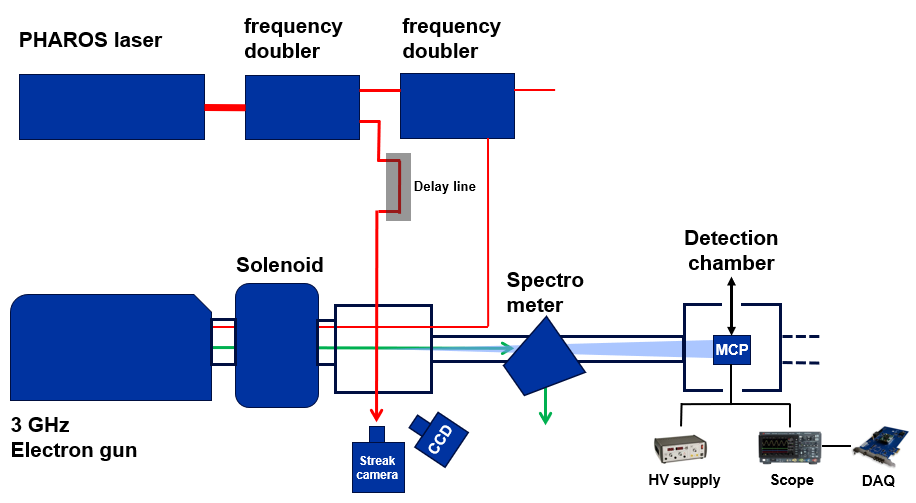 PHAROS laser
frequency
doubler
frequency
doubler
Delay line
Solenoid
Spectro
meter
Detection
chamber
MCP
3 GHz
Electron gun
Streak
camera
CCD
HV supply
Scope
DAQ